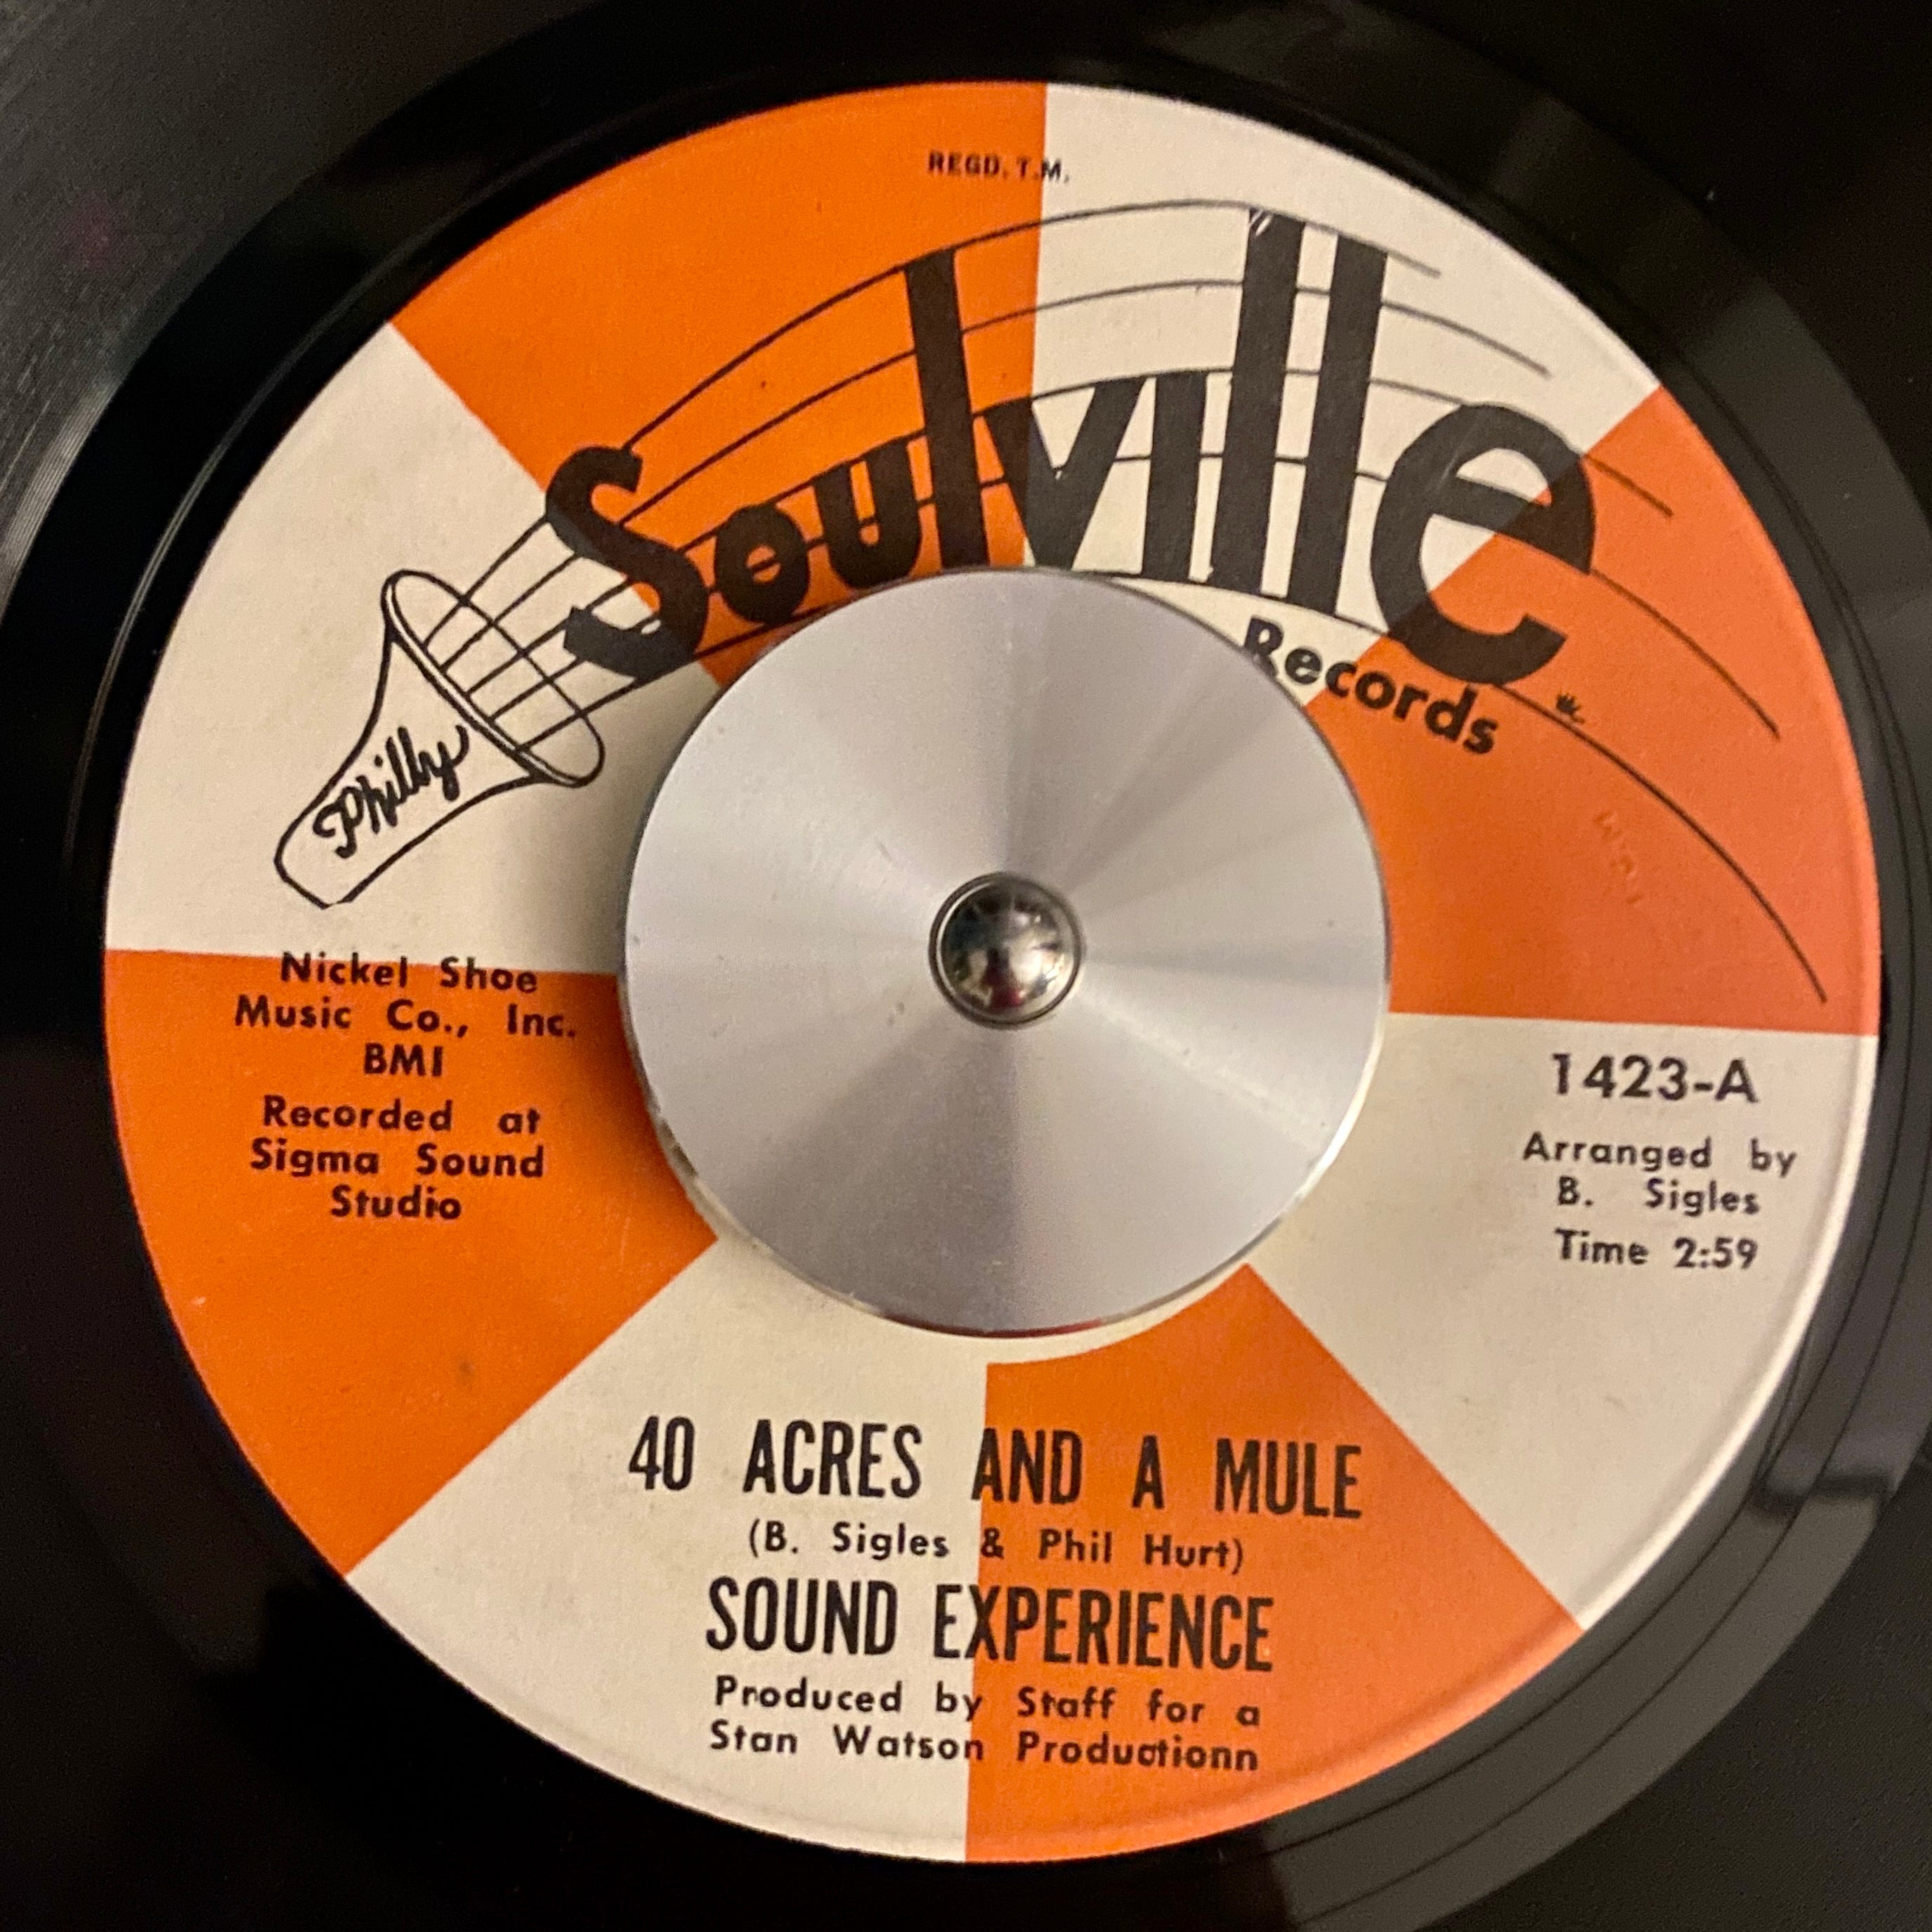 REGD. T.M.
Soulville
Records
Philly
Nickel Shoe
Music Co., Inc.
BMI
Recorded at
Sigma Sound
Studio
1423-A
Arranged by
B. Sigles
Time 2:59
40 ACRES AND A MULE
(B. Sigles & Phil Hurt)
SOUND EXPERIENCE
Produced by Staff for a
Stan Watson Productionn